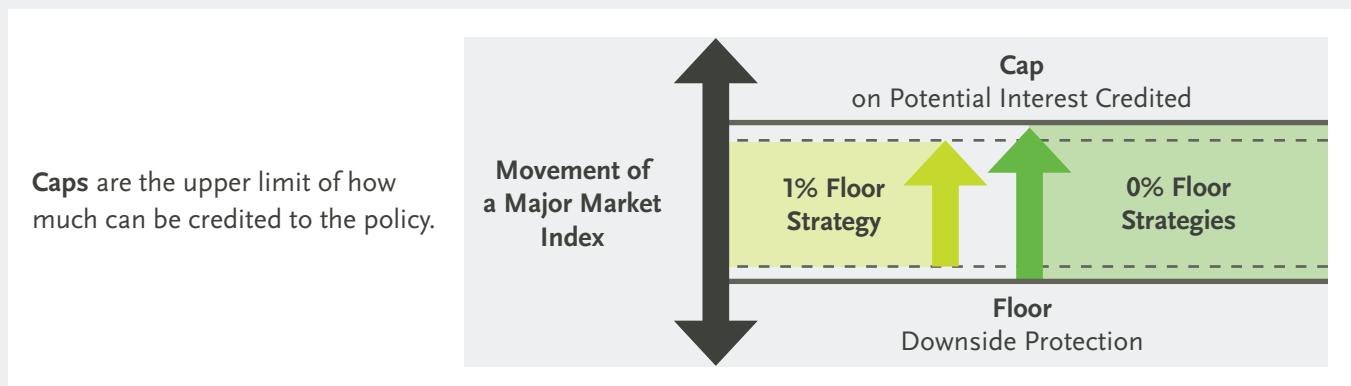 Caps are the upper limit of how
much can be credited to the policy.
Movement of
a Major Market
Index
Cap
on Potential Interest Credited
1% Floor
Strategy
0% Floor
Strategies
Floor
Downside Protection